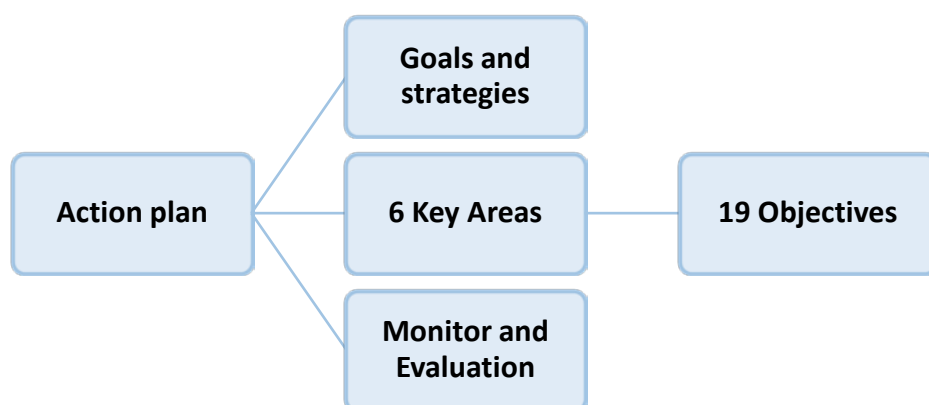 Goals and
strategies
Action plan
6 Key Areas
19 Objectives
Monitor and
Evaluation